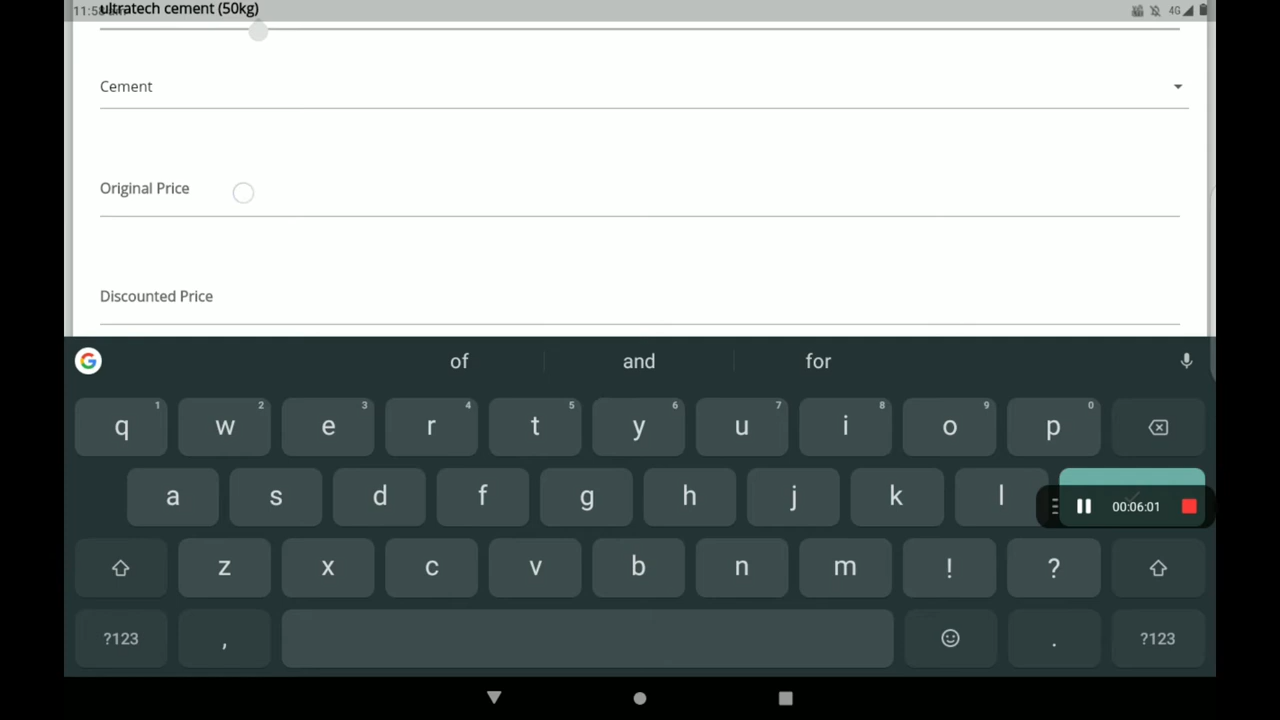 ultratech cement (50kg)
4G
Cement
Original Price
Discounted Price
of and for
q 1 w 2 e 3 r 4 t 5 y 6 u 7 i 8 o 9 p 0
a s d f g h j k l
00:06:01
z x c v b n m ! ?
?123 , . ?123